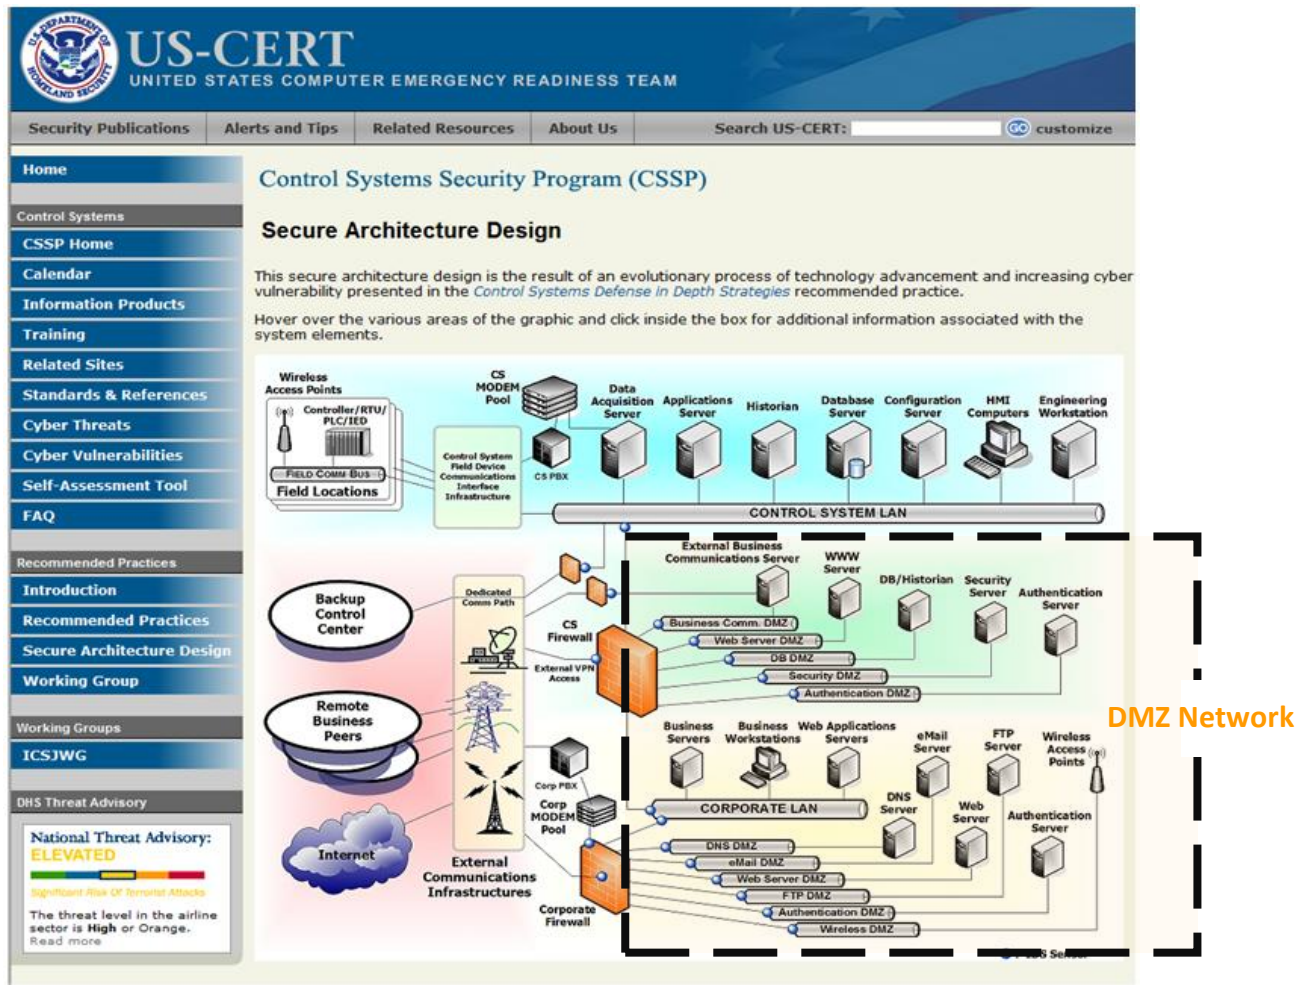 US-CERT
UNITED STATES COMPUTER EMERGENCY READINESS TEAM
Security Publications
Alerts and Tips
Related Resources
About Us
Search US-CERT:
GO
customize
Home
Control Systems
CSSP Home
Calendar
Information Products
Training
Related Sites
Standards & References
Cyber Threats
Cyber Vulnerabilities
Self-Assessment Tool
FAQ
Recommended Practices
Introduction
Recommended Practices
Secure Architecture Design
Working Group
Working Groups
ICSJWG
DHS Threat Advisory
National Threat Advisory:
ELEVATED
Significant Risk Of Terrorist Attacks
The threat level in the airline
sector is High or Orange.
Read more
Control Systems Security Program (CSSP)
Secure Architecture Design
This secure architecture design is the result of an evolutionary process of technology advancement and increasing cyber
vulnerability presented in the Control Systems Defense in Depth Strategies recommended practice.
Hover over the various areas of the graphic and click inside the box for additional information associated with the
system elements.
Wireless
Access Points
Controller/RTU/
PLC/IED
FIELD COMM BUS
Field Locations
Control System
Field Device
Communications
Interface
Infrastructure
CS
MODEM
Pool
CS PBX
Data
Acquisition
Server
Applications
Server
Historian
Database
Server
Configuration
Server
HMI
Computers
Engineering
Workstation
CONTROL SYSTEM LAN
Backup
Control
Center
Remote
Business
Peers
Internet
Dedicated
Comm Path
External
Communications
Infrastructures
CS
Firewall
External VPN
Access
External Business
Communications Server
WWW
Server
DB/Historian
Security
Server
Authentication
Server
Business Comm. DMZ
Web Server DMZ
DB DMZ
Security DMZ
Authentication DMZ
DMZ Network
Corp PBX
Corp
MODEM
Pool
Corporate
Firewall
Business
Servers
Business
Workstations
Web Applications
Servers
eMail
Server
FTP
Server
Wireless
Access
Points
CORPORATE LAN
DNS
Server
Web
Server
Authentication
Server
DNS DMZ
eMail DMZ
Web Server DMZ
FTP DMZ
Authentication DMZ
Wireless DMZ